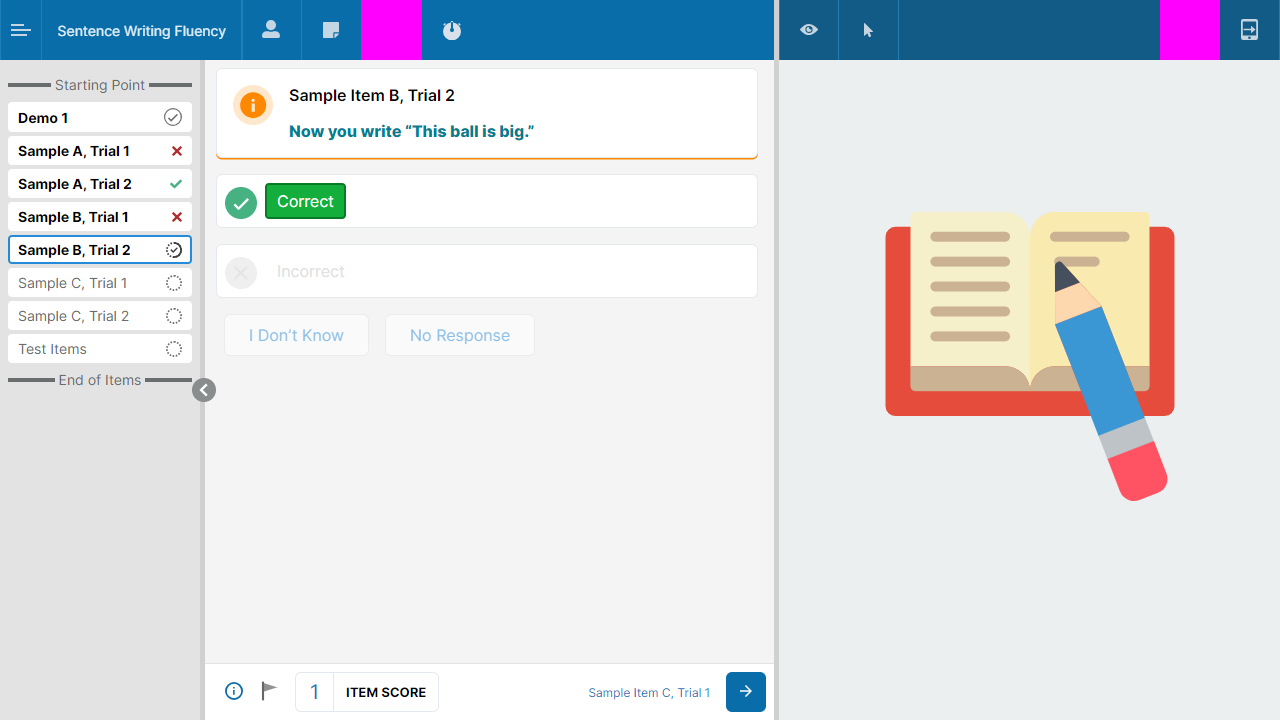 Sentence Writing Fluency
Starting Point
Demo 1
Sample A, Trial 1
Sample A, Trial 2
Sample B, Trial 1
Sample B, Trial 2
Sample C, Trial 1
Sample C, Trial 2
Test Items
End of Items
Sample Item B, Trial 2
Now you write “This ball is big.”
Correct
Incorrect
I Don’t Know
No Response
1
ITEM SCORE
Sample Item C, Trial 1